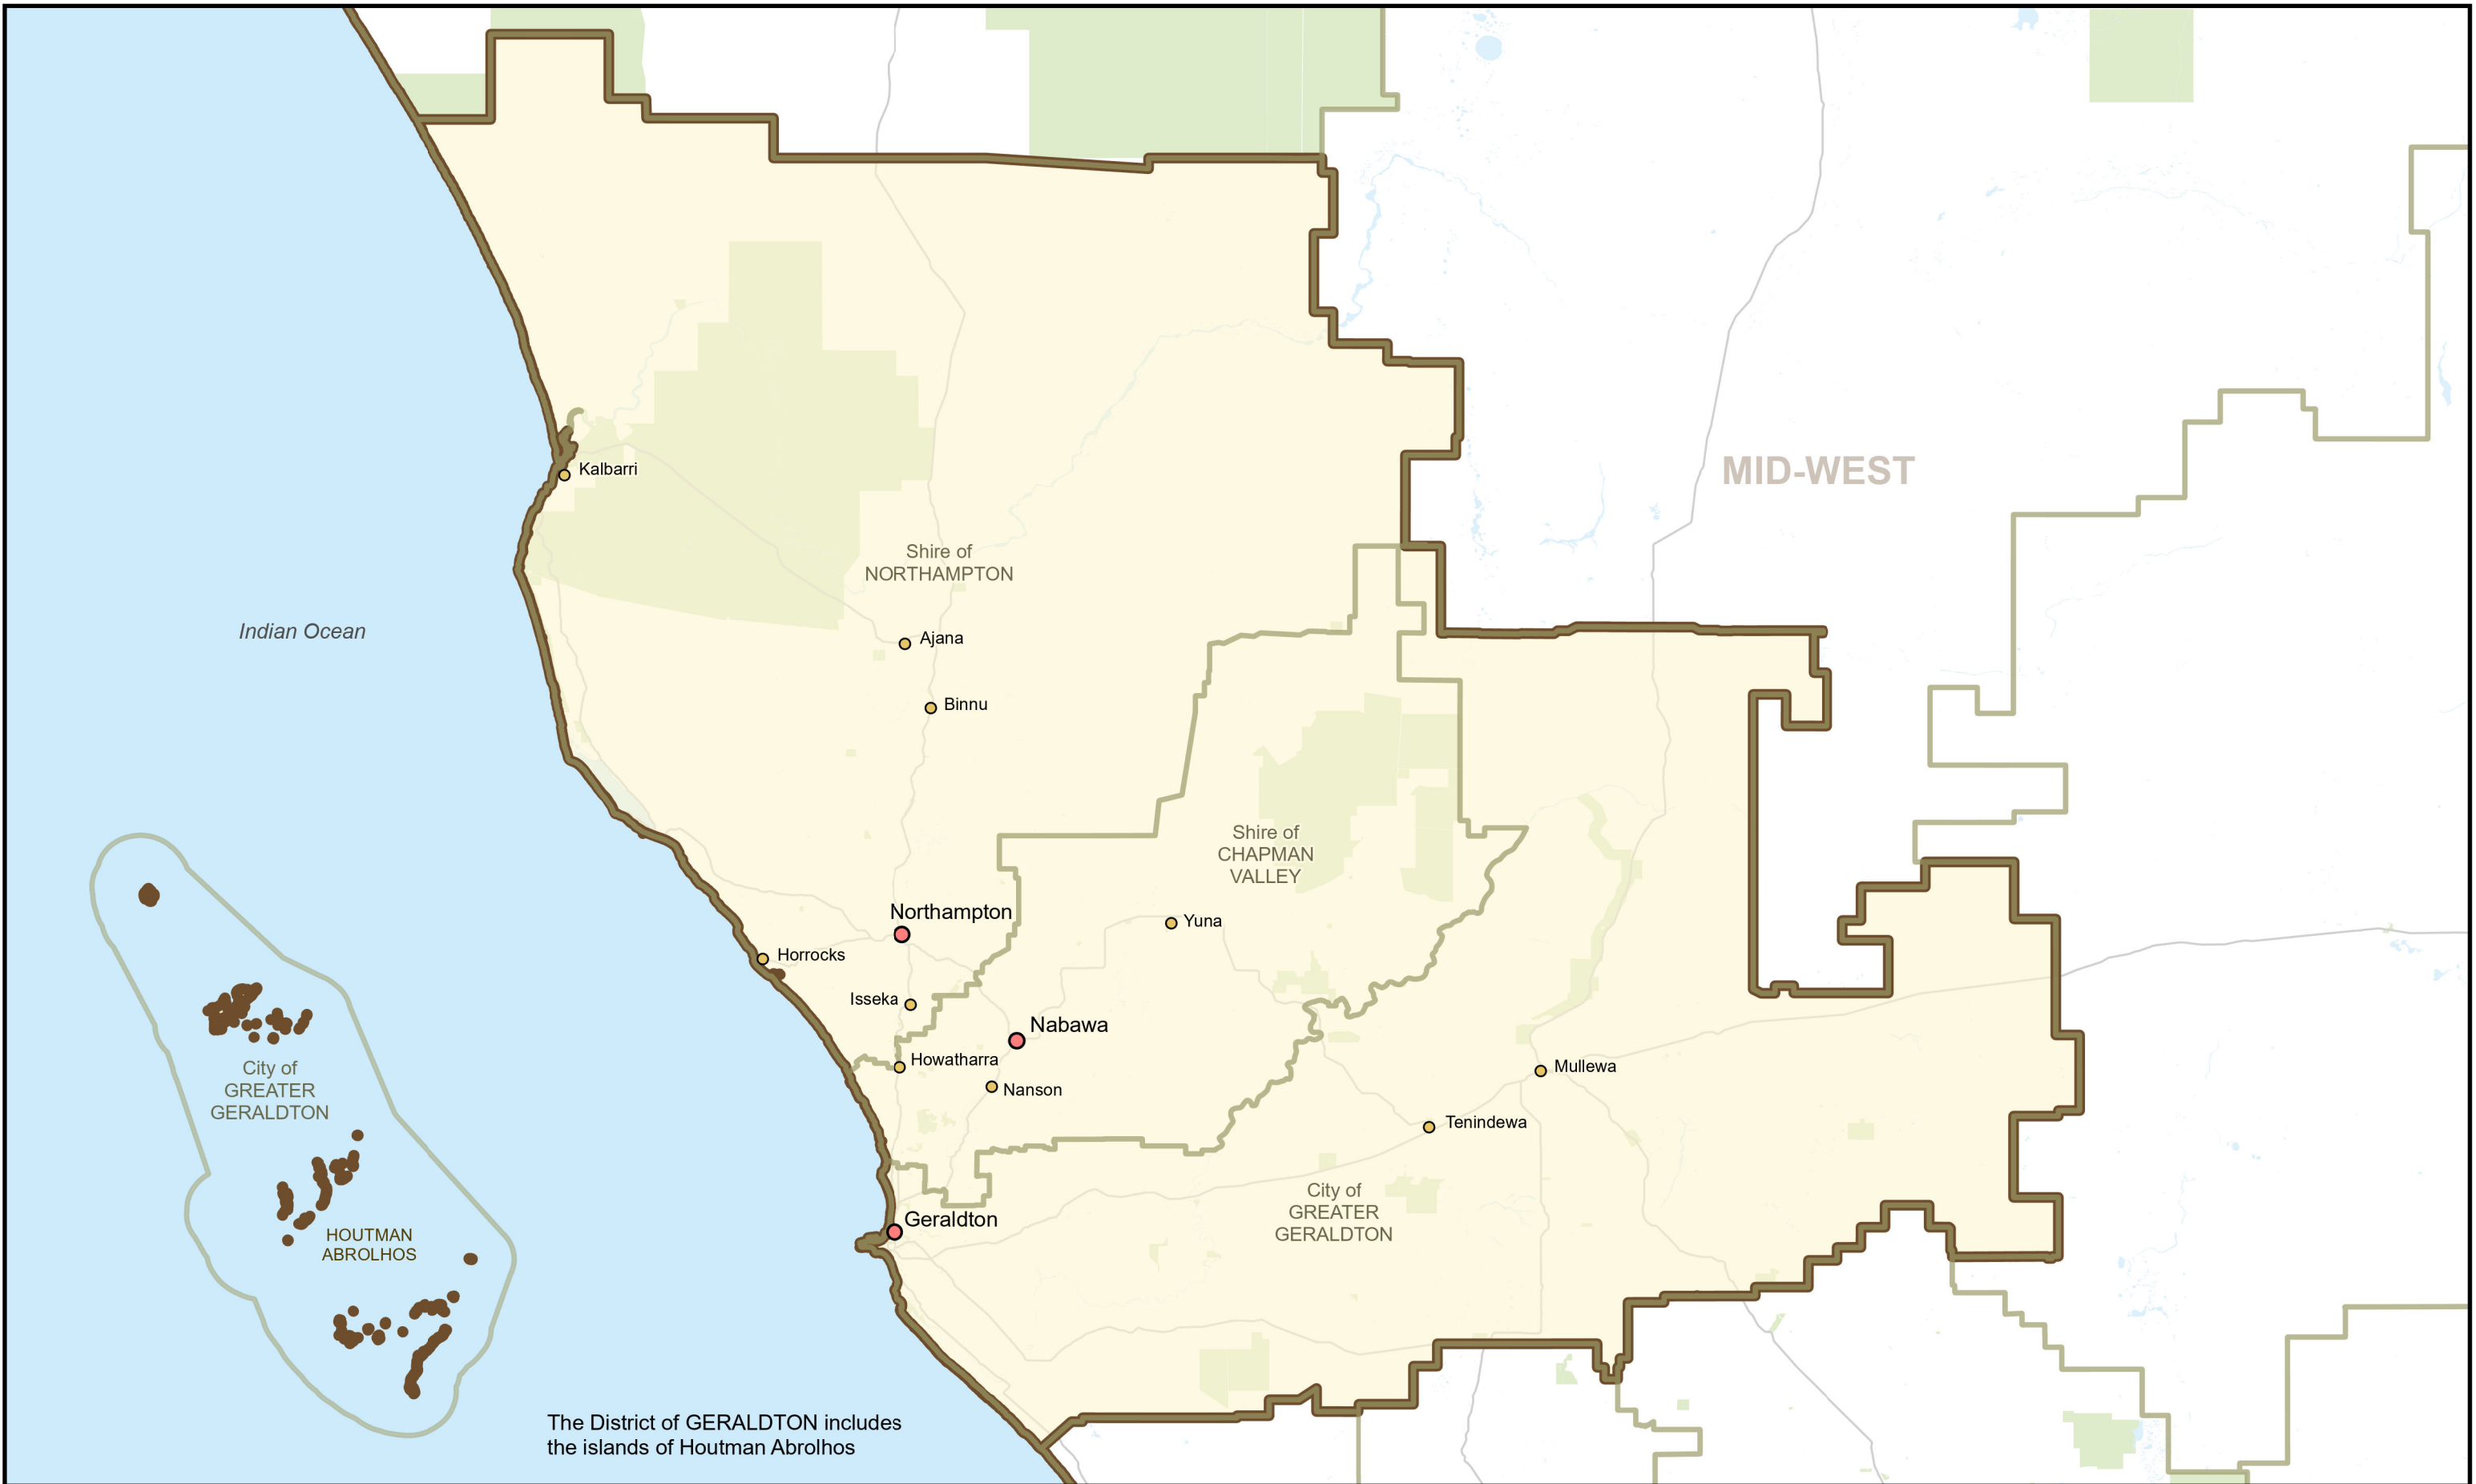 MID-WEST
Kalbarri
Shire of
NORTHAMPTON
Indian Ocean
Ajana
Binnu
Shire of
CHAPMAN
VALLEY
Northampton
Yuna
Horrocks
Isseka
Nabawa
Howatharra
Nanson
Mullewa
Tenindewa
City of
GREATER
GERALDTON
City of
GREATER
GERALDTON
Geraldton
HOUTMAN
ABROLHOS
The District of GERALDTON includes
the islands of Houtman Abrolhos